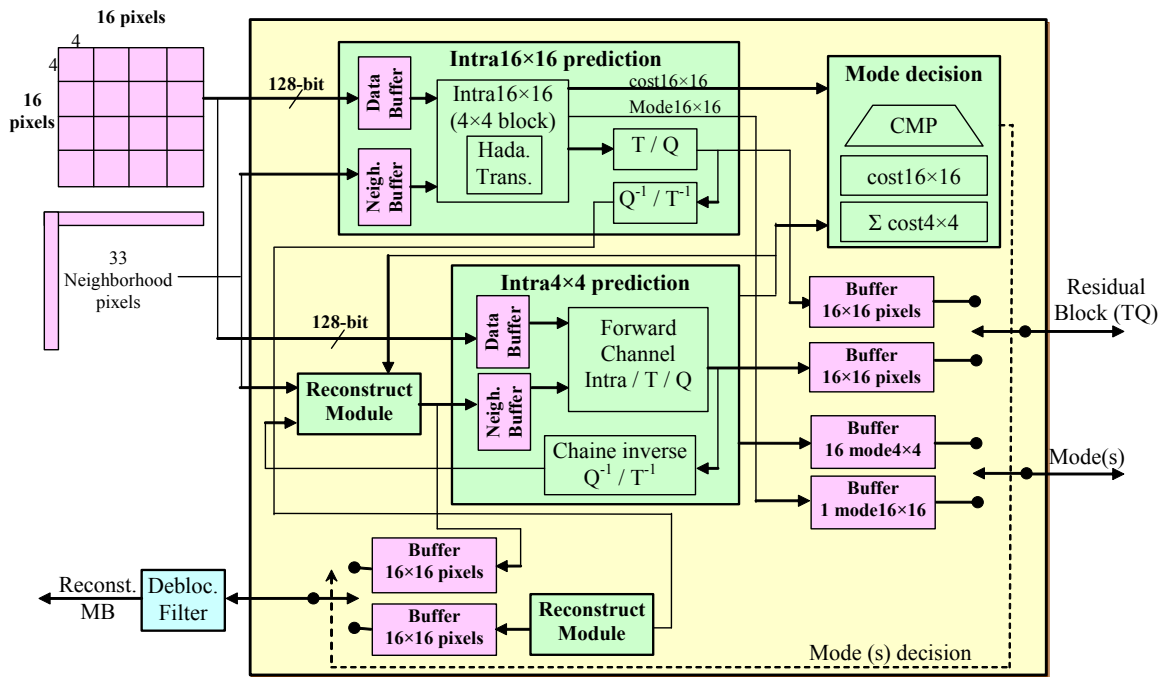 16 pixels
4
4
16
pixels
33
Neighborhood
pixels
128-bit
Intra16×16 prediction
Data
Buffer
Neigh.
Buffer
Intra16×16
(4×4 block)
Hada.
Trans.
cost16×16
Mode16×16
T / Q
Q⁻¹ / T⁻¹
Mode decision
CMP
cost16×16
Σ cost4×4
128-bit
Intra4×4 prediction
Data
Buffer
Neigh.
Buffer
Forward
Channel
Intra / T / Q
Chaine inverse
Q⁻¹ / T⁻¹
Reconstruct
Module
Buffer
16×16 pixels
Buffer
16×16 pixels
Buffer
16 mode4×4
Buffer
1 mode16×16
Residual
Block (TQ)
Mode(s)
Buffer
16×16 pixels
Buffer
16×16 pixels
Reconstruct
Module
Reconst.
MB
Debloc.
Filter
Mode (s) decision